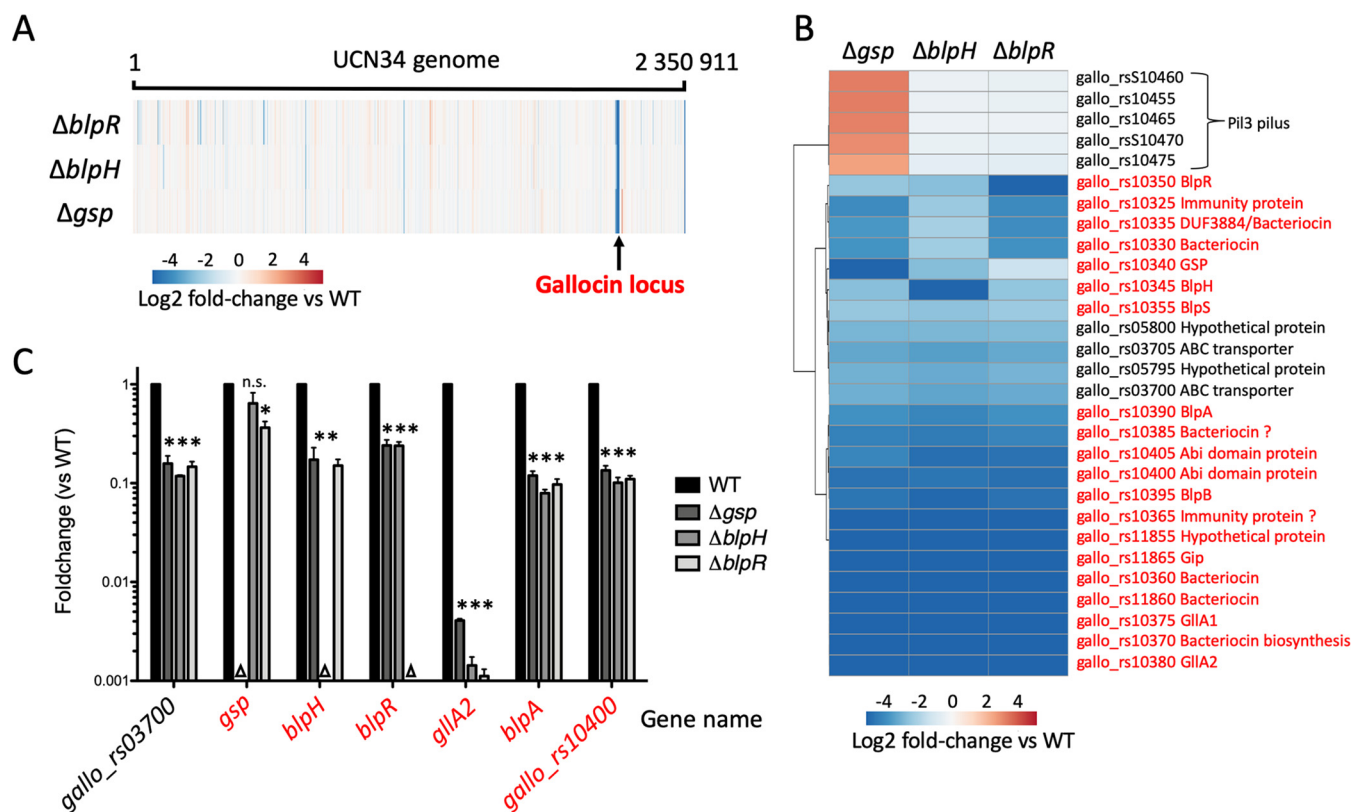 A
1 UCN34 genome 2 350 911
ΔblpR
ΔblpH
Δgsp
-4 -2 0 2 4
Log2 fold-change vs WT
Gallocin locus
B
Δgsp ΔblpH ΔblpR
gallo_rsS10460
gallo_rs10455
gallo_rs10465
gallo_rsS10470
gallo_rs10475
Pil3 pilus
gallo_rs10350 BlpR
gallo_rs10325 Immunity protein
gallo_rs10335 DUF3884/Bacteriocin
gallo_rs10330 Bacteriocin
gallo_rs10340 GSP
gallo_rs10345 BlpH
gallo_rs10355 BlpS
gallo_rs05800 Hypothetical protein
gallo_rs03705 ABC transporter
gallo_rs05795 Hypothetical protein
gallo_rs03700 ABC transporter
gallo_rs10390 BlpA
gallo_rs10385 Bacteriocin ?
gallo_rs10405 Abi domain protein
gallo_rs10400 Abi domain protein
gallo_rs10395 BlpB
gallo_rs10365 Immunity protein ?
gallo_rs11855 Hypothetical protein
gallo_rs11865 Gip
gallo_rs10360 Bacteriocin
gallo_rs11860 Bacteriocin
gallo_rs10375 GllA1
gallo_rs10370 Bacteriocin biosynthesis
gallo_rs10380 GllA2
-4 -2 0 2 4
Log2 fold-change vs WT
C
Foldchange (vs WT)
1
0.1
0.01
0.001
***
n.s.
*
**
***
***
***
***
Δ
Δ
Δ
WT
Δgsp
ΔblpH
ΔblpR
gallo_rs03700
gsp
blpH
blpR
gllA2
blpA
gallo_rs10400
Gene name